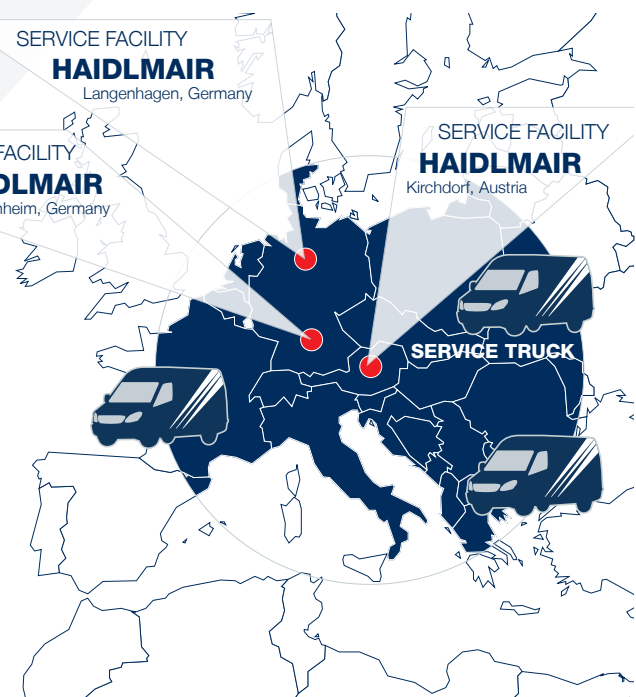 SERVICE FACILITY
HAIDLMAIR
Langenhagen, Germany
FACILITY
DLMAIR
nheim, Germany
SERVICE FACILITY
HAIDLMAIR
Kirchdorf, Austria
SERVICE TRUCK